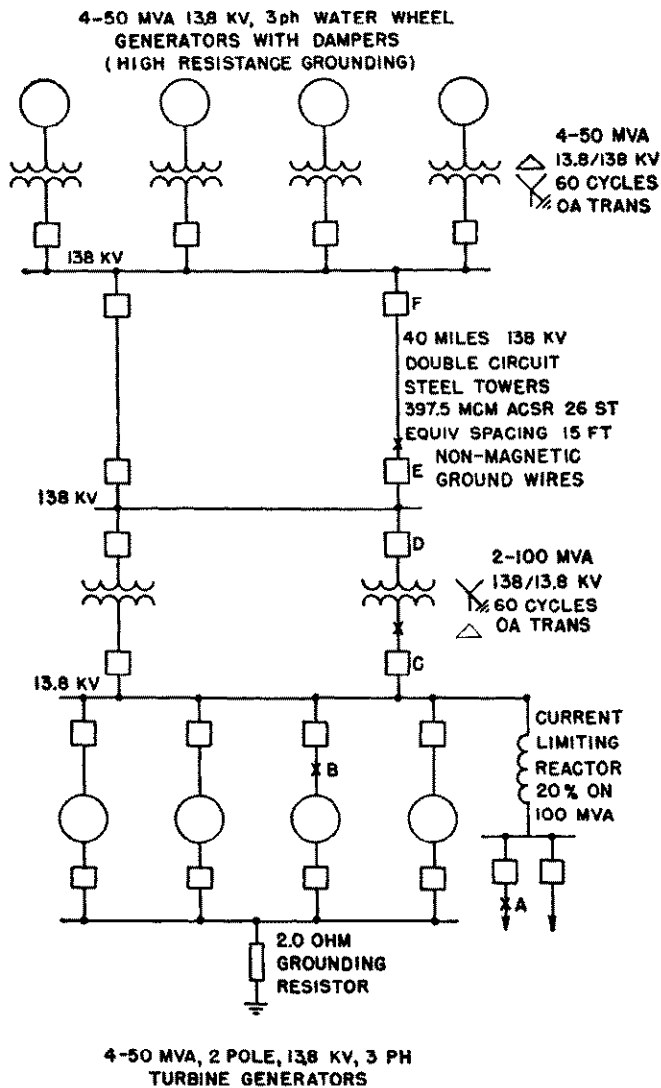 4-50 MVA 13.8 KV, 3ph WATER WHEEL
GENERATORS WITH DAMPERS
(HIGH RESISTANCE GROUNDING)
4-50 MVA
13.8/138 KV
60 CYCLES
OA TRANS
138 KV
F
40 MILES 138 KV
DOUBLE CIRCUIT
STEEL TOWERS
397.5 MCM ACSR 26 ST
EQUIV SPACING 15 FT
NON-MAGNETIC
GROUND WIRES
E
138 KV
D
2-100 MVA
138/13.8 KV
60 CYCLES
OA TRANS
C
13.8 KV
CURRENT
LIMITING
REACTOR
20% ON
100 MVA
B
A
2.0 OHM
GROUNDING
RESISTOR
4-50 MVA, 2 POLE, 13.8 KV, 3 PH
TURBINE GENERATORS